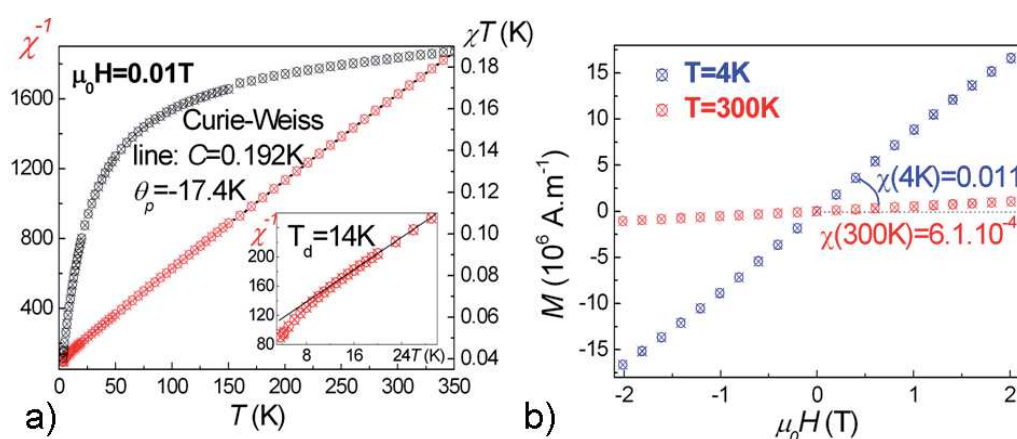 χ⁻¹
χT (K)
μ₀H=0.01T
Curie-Weiss
line: C=0.192K
θₚ=-17.4K
1600
1200
800
400
0.18
0.16
0.14
0.12
0.10
0.08
0.06
0.04
χ⁻¹
T_d=14K
240
200
160
120
80
8 16 24 T (K)
0 50 100 150 200 250 300 350
T (K)
a)
T=4K
T=300K
χ(4K)=0.011
χ(300K)=6.1.10⁻⁴
M (10⁶ A.m⁻¹)
15
10
5
0
-5
-10
-15
-2 -1 0 1 2
μ₀H (T)
b)